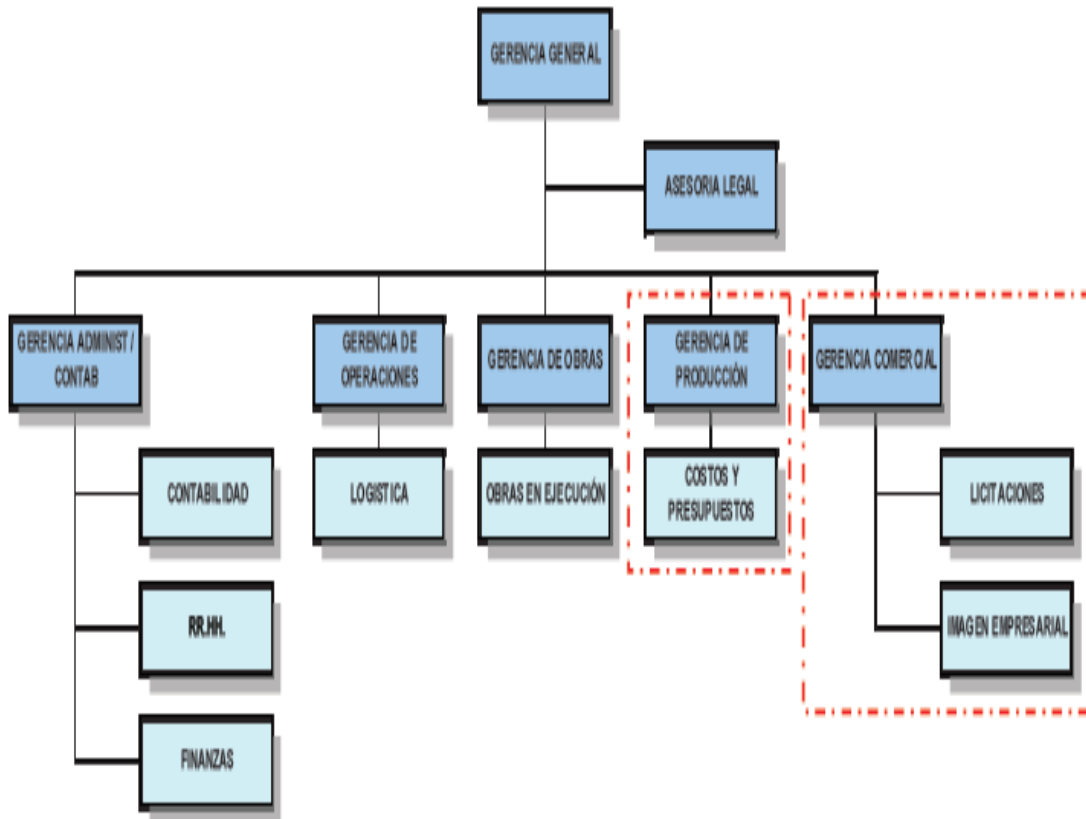 GERENCIA GENERAL
ASESORIA LEGAL
GERENCIA ADMINIST /
CONTAB
GERENCIA DE
OPERACIONES
GERENCIA DE OBRAS
GERENCIA DE
PRODUCCIÓN
GERENCIA COMERCIAL
CONTABILIDAD
LOGISTICA
OBRAS EN EJECUCIÓN
COSTOS Y
PRESUPUESTOS
LICITACIONES
RR.HH.
IMAGEN EMPRESARIAL
FINANZAS